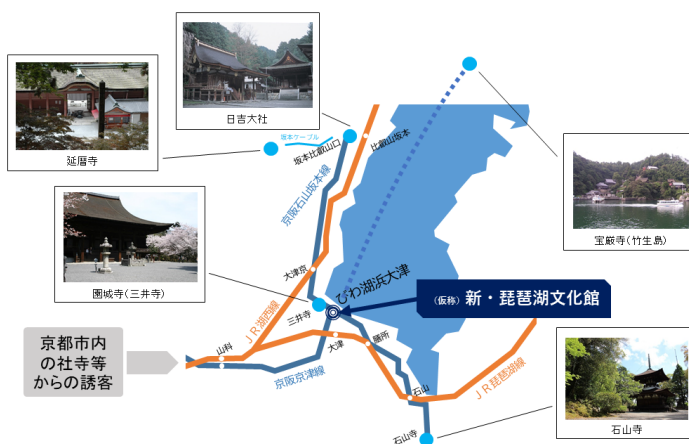 日吉大社
延暦寺
坂本ケーブル
坂本比叡山口
比叡山坂本
京阪石山坂本線
宝厳寺(竹生島)
園城寺(三井寺)
大津京
びわ湖浜大津
三井寺
(仮称) 新・琵琶湖文化館
JR湖西線
京都市内
の社寺等
からの誘客
山科
大津
膳所
京阪京津線
石山
JR琵琶湖線
石山寺
石山寺